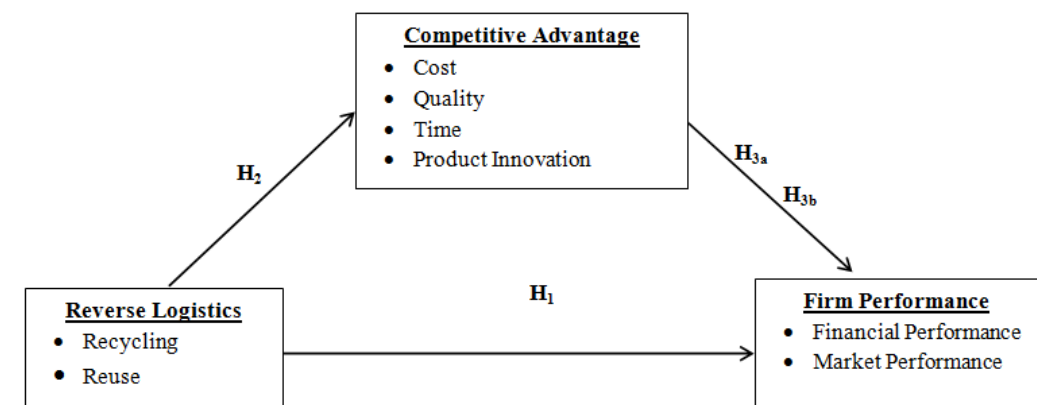 Competitive Advantage
• Cost
• Quality
• Time
• Product Innovation
H2
H3a
H3b
H1
Reverse Logistics
• Recycling
• Reuse
Firm Performance
• Financial Performance
• Market Performance